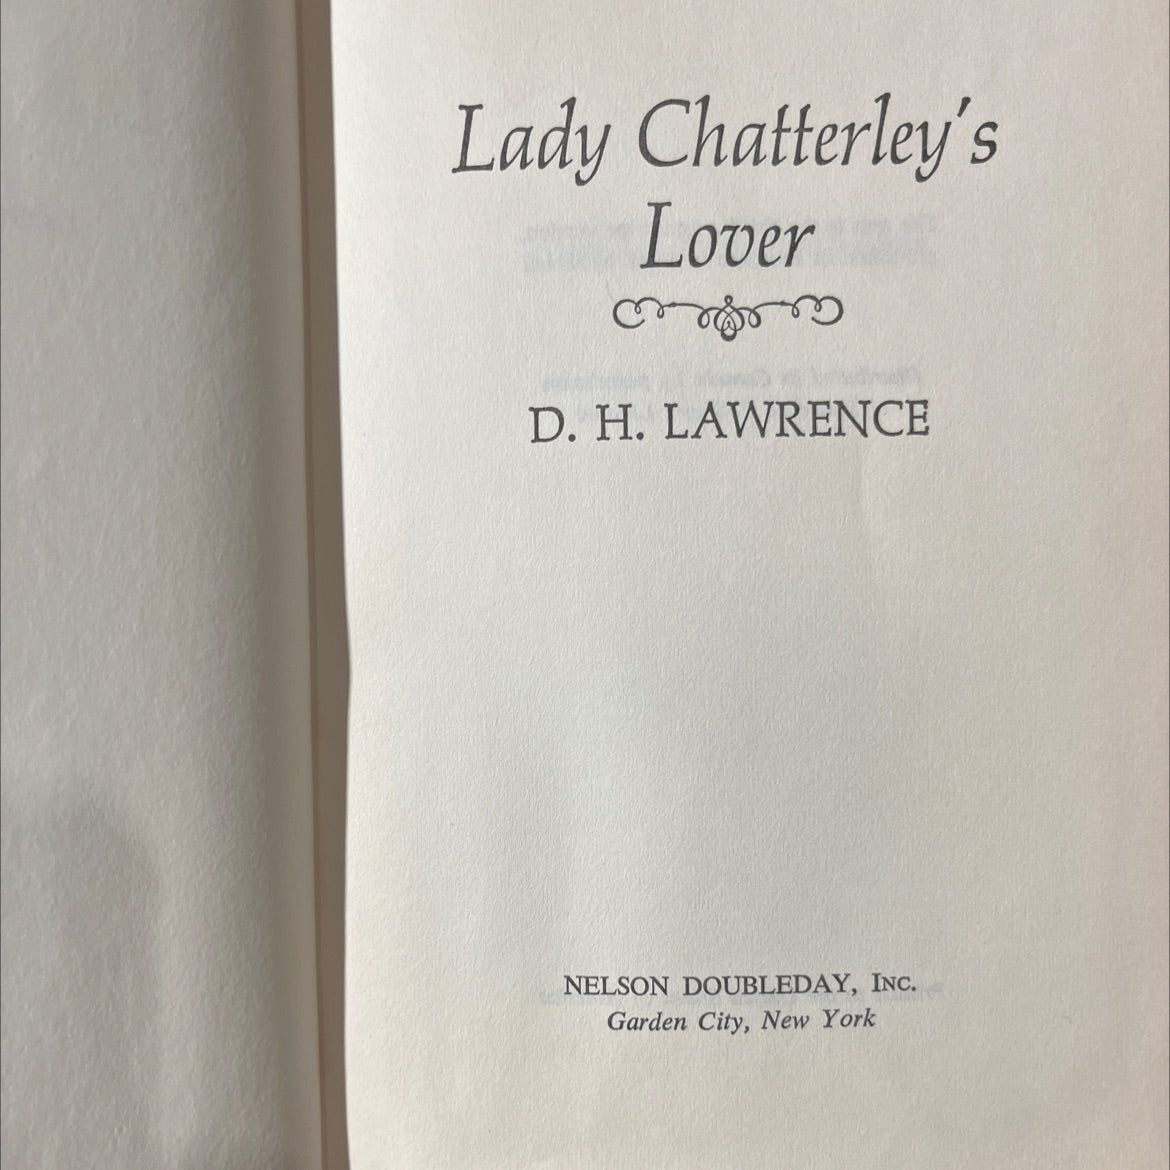 Lady Chatterley's
Lover
D. H. LAWRENCE
NELSON DOUBLEDAY, INC.
Garden City, New York